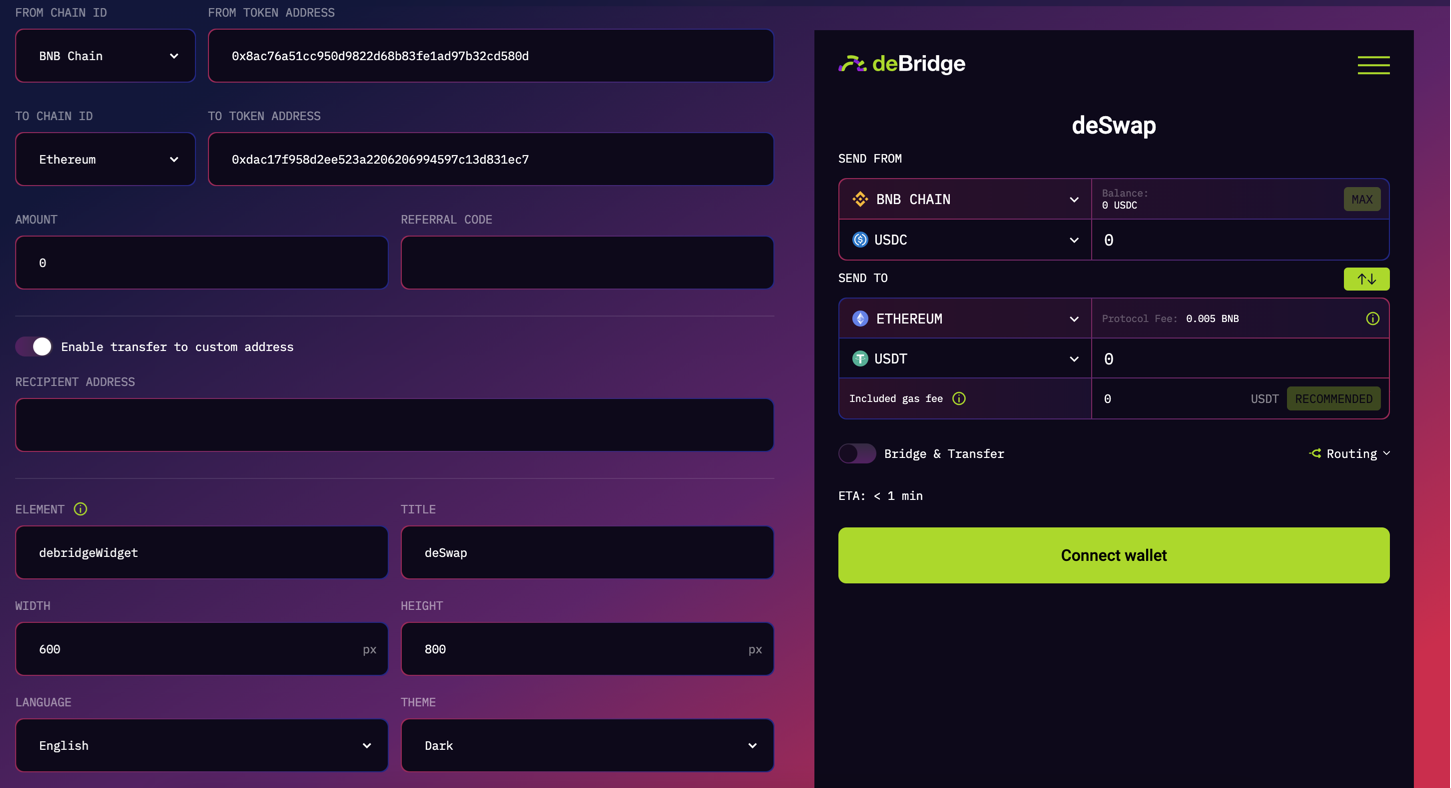 FROM CHAIN ID
FROM TOKEN ADDRESS
BNB Chain
0x8ac76a51cc950d9822d68b83fe1ad97b32cd580d
TO CHAIN ID
TO TOKEN ADDRESS
Ethereum
0xdac17f958d2ee523a2206206994597c13d831ec7
AMOUNT
REFERRAL CODE
0
Enable transfer to custom address
RECIPIENT ADDRESS
ELEMENT
TITLE
debridgeWidget
deSwap
WIDTH
HEIGHT
600 px
800 px
LANGUAGE
THEME
English
Dark
deBridge
deSwap
SEND FROM
BNB CHAIN
Balance:
0 USDC
MAX
USDC
0
SEND TO
ETHEREUM
Protocol Fee: 0.005 BNB
USDT
0
Included gas fee
0 USDT RECOMMENDED
Bridge & Transfer
Routing
ETA: < 1 min
Connect wallet